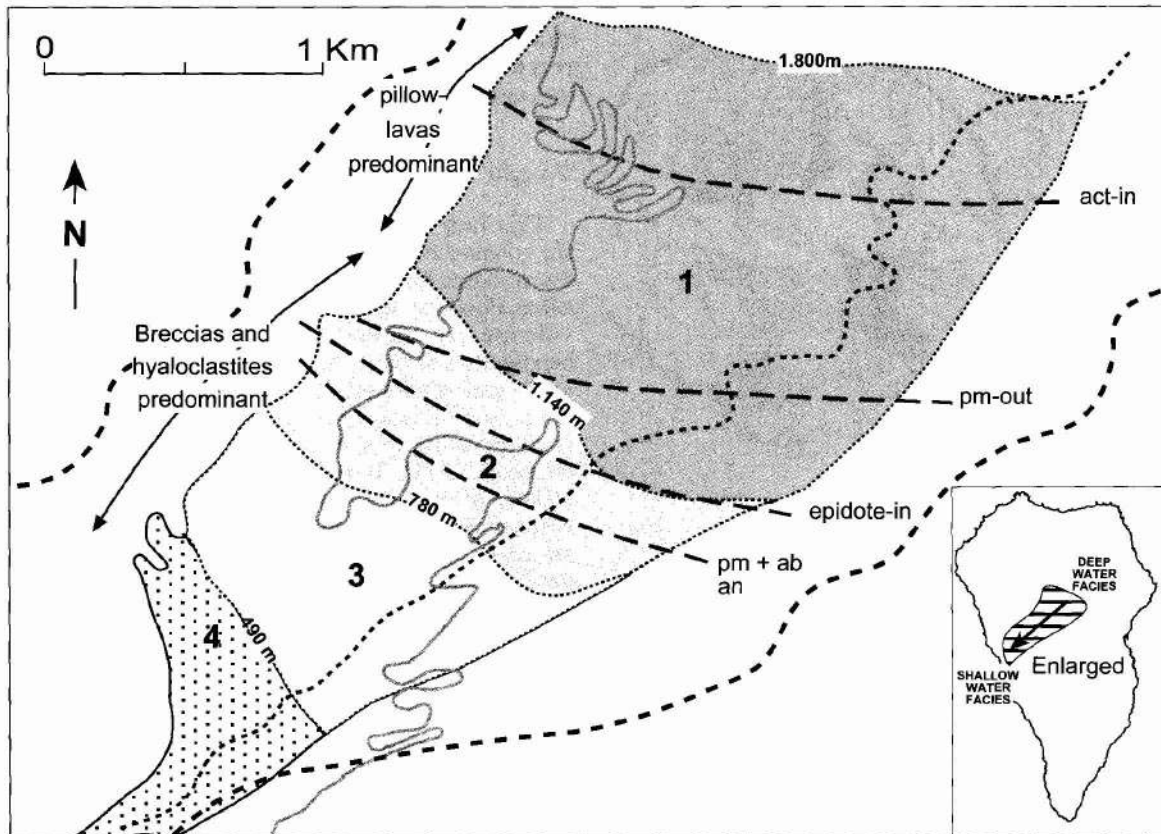 0
1 Km
1.800m
pillow-
lavas
predominant
N
act-in
1
Breccias and
hyaloclastites
predominant
1.140 m
pm-out
2
780 m
epidote-in
pm + ab
an
3
490 m
4
DEEP
WATER
FACIES
Enlarged
SHALLOW
WATER
FACIES